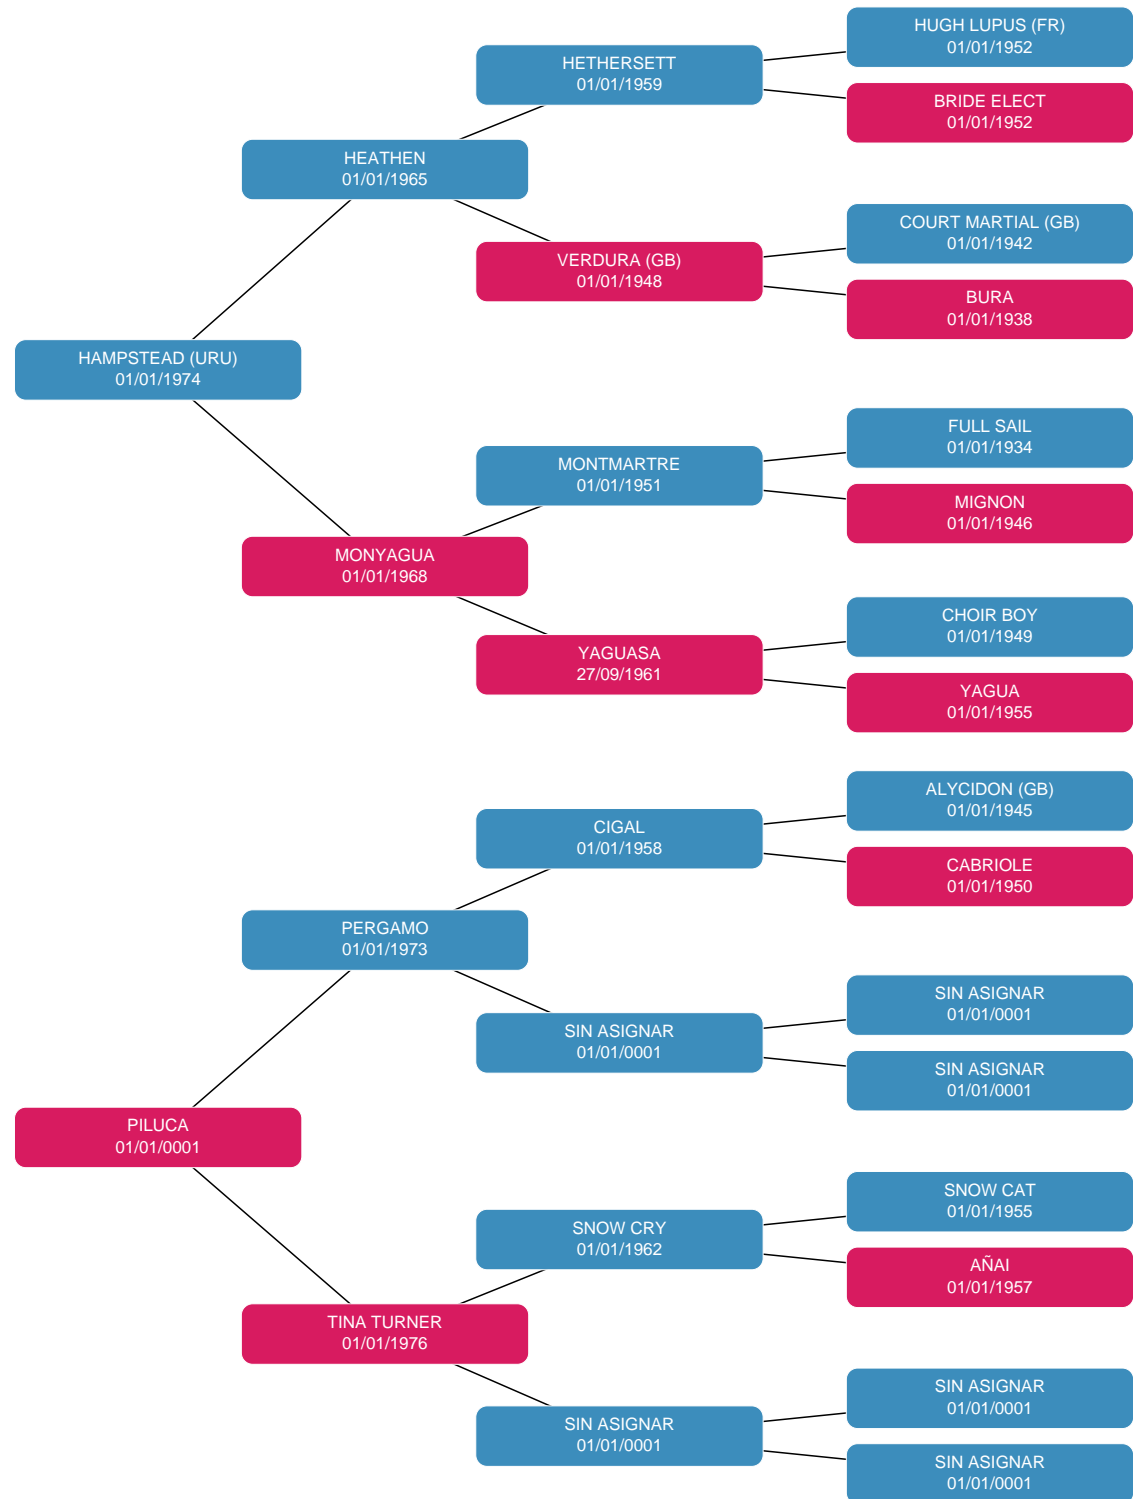 HUGH LUPUS (FR)
01/01/1952
HETHERSETT
01/01/1959
BRIDE ELECT
01/01/1952
HEATHEN
01/01/1965
COURT MARTIAL (GB)
01/01/1942
VERDURA (GB)
01/01/1948
BURA
01/01/1938
HAMPSTEAD (URU)
01/01/1974
FULL SAIL
01/01/1934
MONTMARTRE
01/01/1951
MIGNON
01/01/1946
MONYAGUA
01/01/1968
CHOIR BOY
01/01/1949
YAGUASA
27/09/1961
YAGUA
01/01/1955
ALYCIDON (GB)
01/01/1945
CIGAL
01/01/1958
CABRIOLE
01/01/1950
PERGAMO
01/01/1973
SIN ASIGNAR
01/01/0001
SIN ASIGNAR
01/01/0001
SIN ASIGNAR
01/01/0001
PILUCA
01/01/0001
SNOW CAT
01/01/1955
SNOW CRY
01/01/1962
AÑAI
01/01/1957
TINA TURNER
01/01/1976
SIN ASIGNAR
01/01/0001
SIN ASIGNAR
01/01/0001
SIN ASIGNAR
01/01/0001